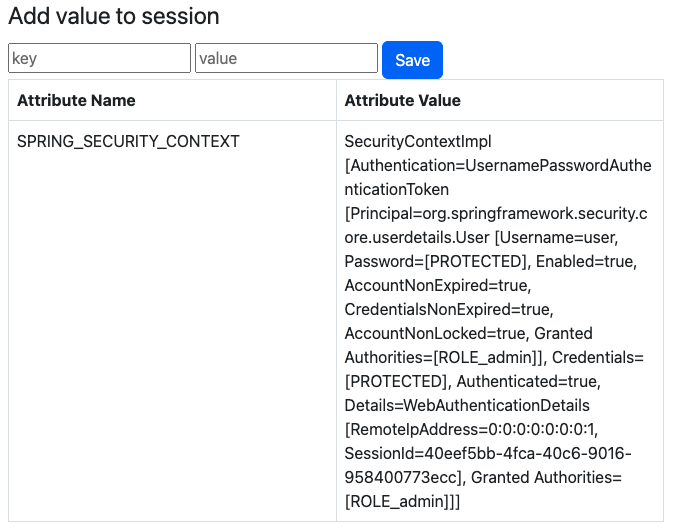 Add value to session
key value Save
Attribute Name Attribute Value
SPRING_SECURITY_CONTEXT SecurityContextImpl
[Authentication=UsernamePasswordAuthe
nticationToken
[Principal=org.springframework.security.c
ore.userdetails.User [Username=user,
Password=[PROTECTED], Enabled=true,
AccountNonExpired=true,
CredentialsNonExpired=true,
AccountNonLocked=true, Granted
Authorities=[ROLE_admin]], Credentials=
[PROTECTED], Authenticated=true,
Details=WebAuthenticationDetails
[RemoteIpAddress=0:0:0:0:0:0:0:1,
SessionId=40eef5bb-4fca-40c6-9016-
958400773ecc], Granted Authorities=
[ROLE_admin]]]